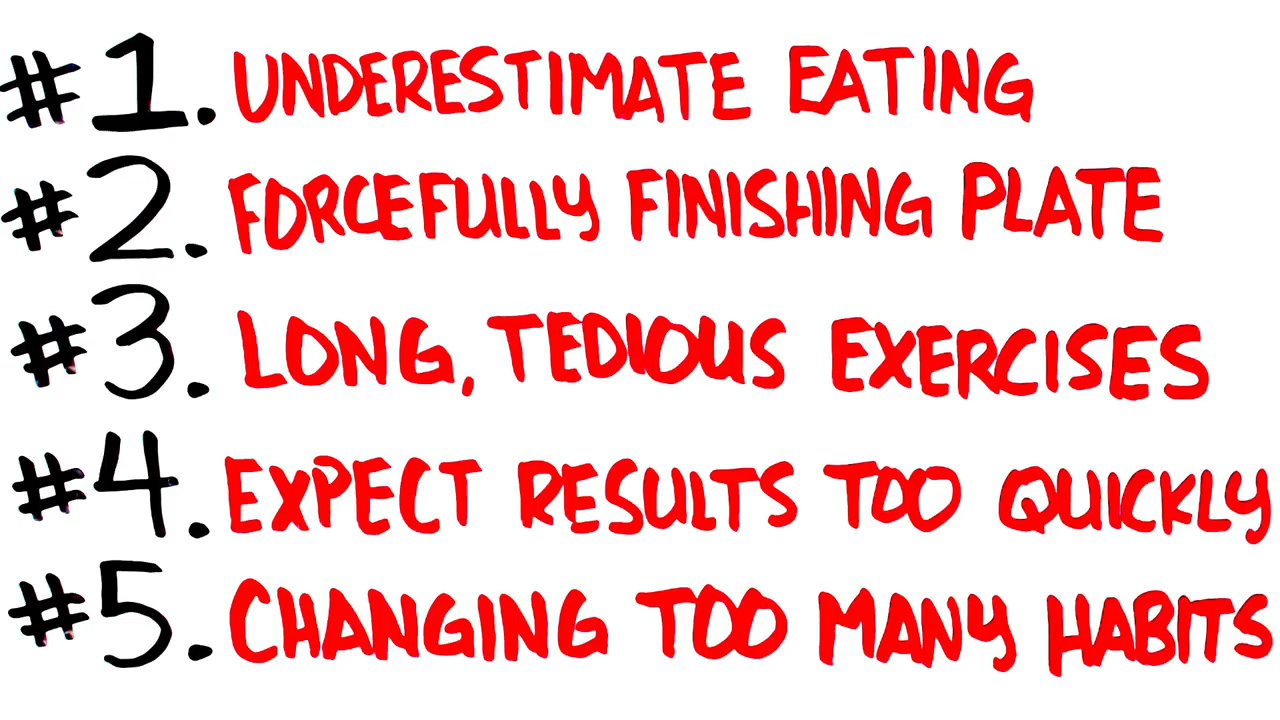 #1. UNDERESTIMATE EATING
#2. FORCEFULLY FINISHING PLATE
#3. LONG, TEDIOUS EXERCISES
#4. EXPECT RESULTS TOO QUICKLY
#5. CHANGING TOO MANY HABITS